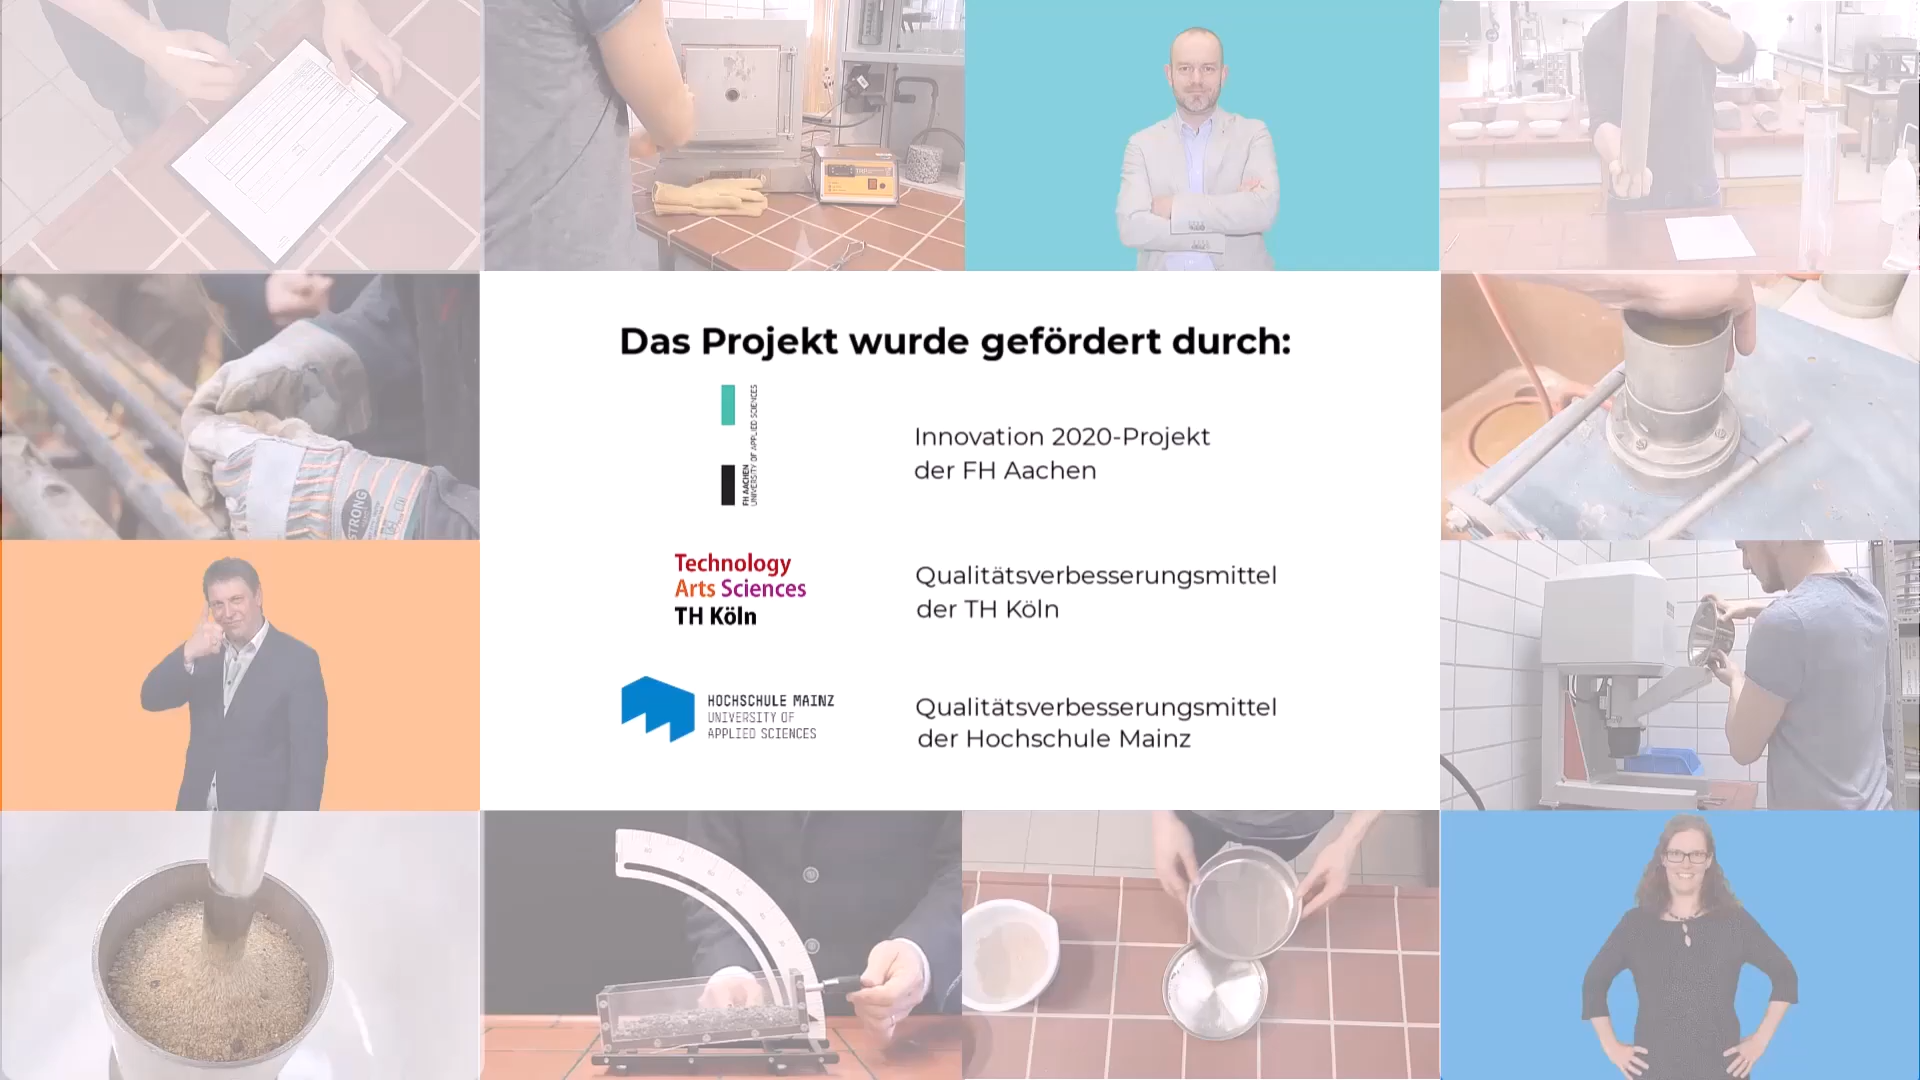 Das Projekt wurde gefördert durch:
FH AACHEN
UNIVERSITY OF APPLIED SCIENCES
Innovation 2020-Projekt
der FH Aachen
Technology
Arts Sciences
TH Köln
Qualitätsverbesserungsmittel
der TH Köln
HOCHSCHULE MAINZ
UNIVERSITY OF
APPLIED SCIENCES
Qualitätsverbesserungsmittel
der Hochschule Mainz
STRONG